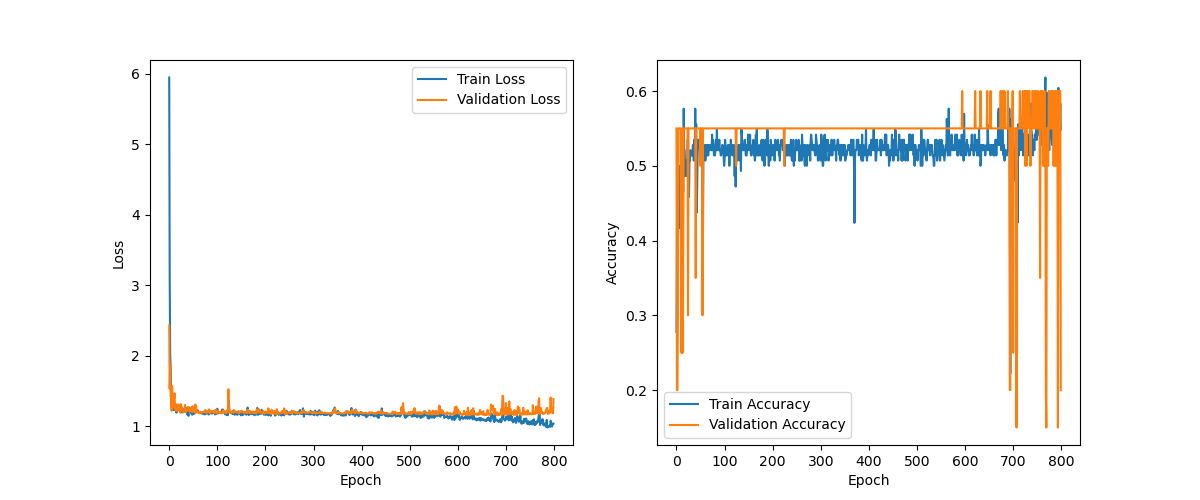 6
5
4
3
2
1
0 100 200 300 400 500 600 700 800
Loss
Epoch
Train Loss
Validation Loss
0.6
0.5
0.4
0.3
0.2
0 100 200 300 400 500 600 700 800
Accuracy
Epoch
Train Accuracy
Validation Accuracy